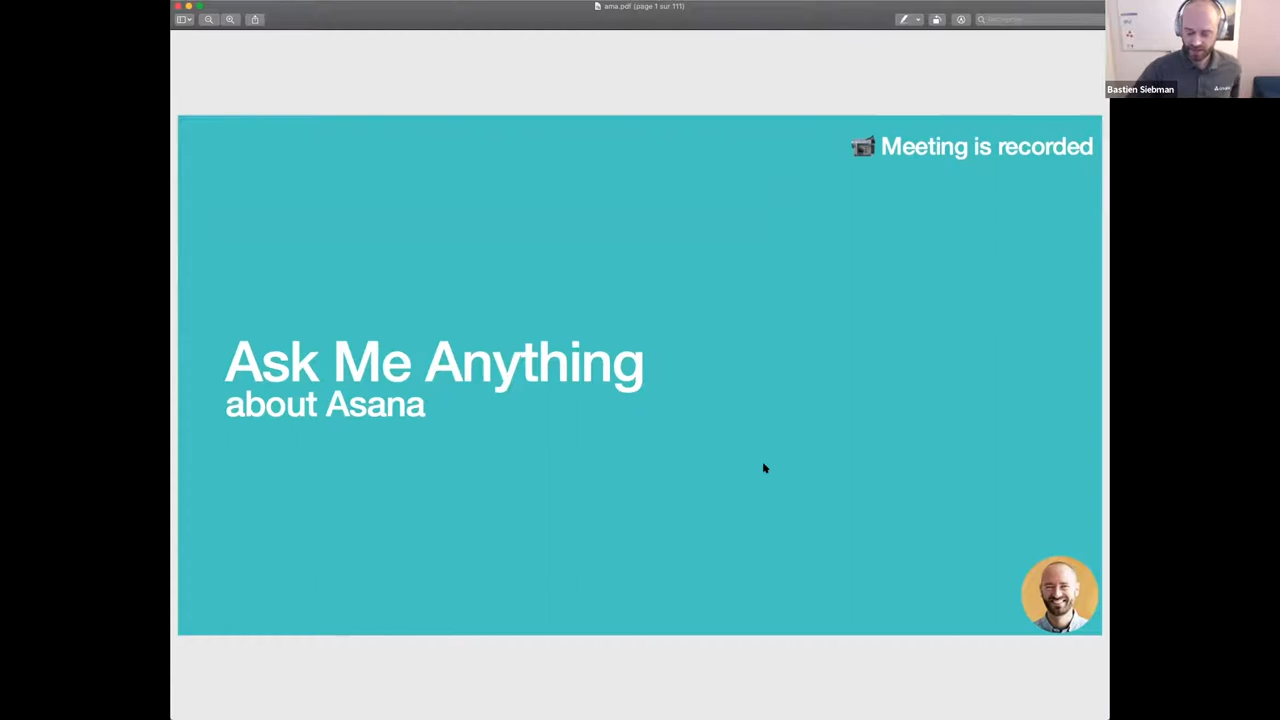 ama.pdf (page 1 sur 111)
Bastien Siebman
Meeting is recorded
Ask Me Anything
about Asana